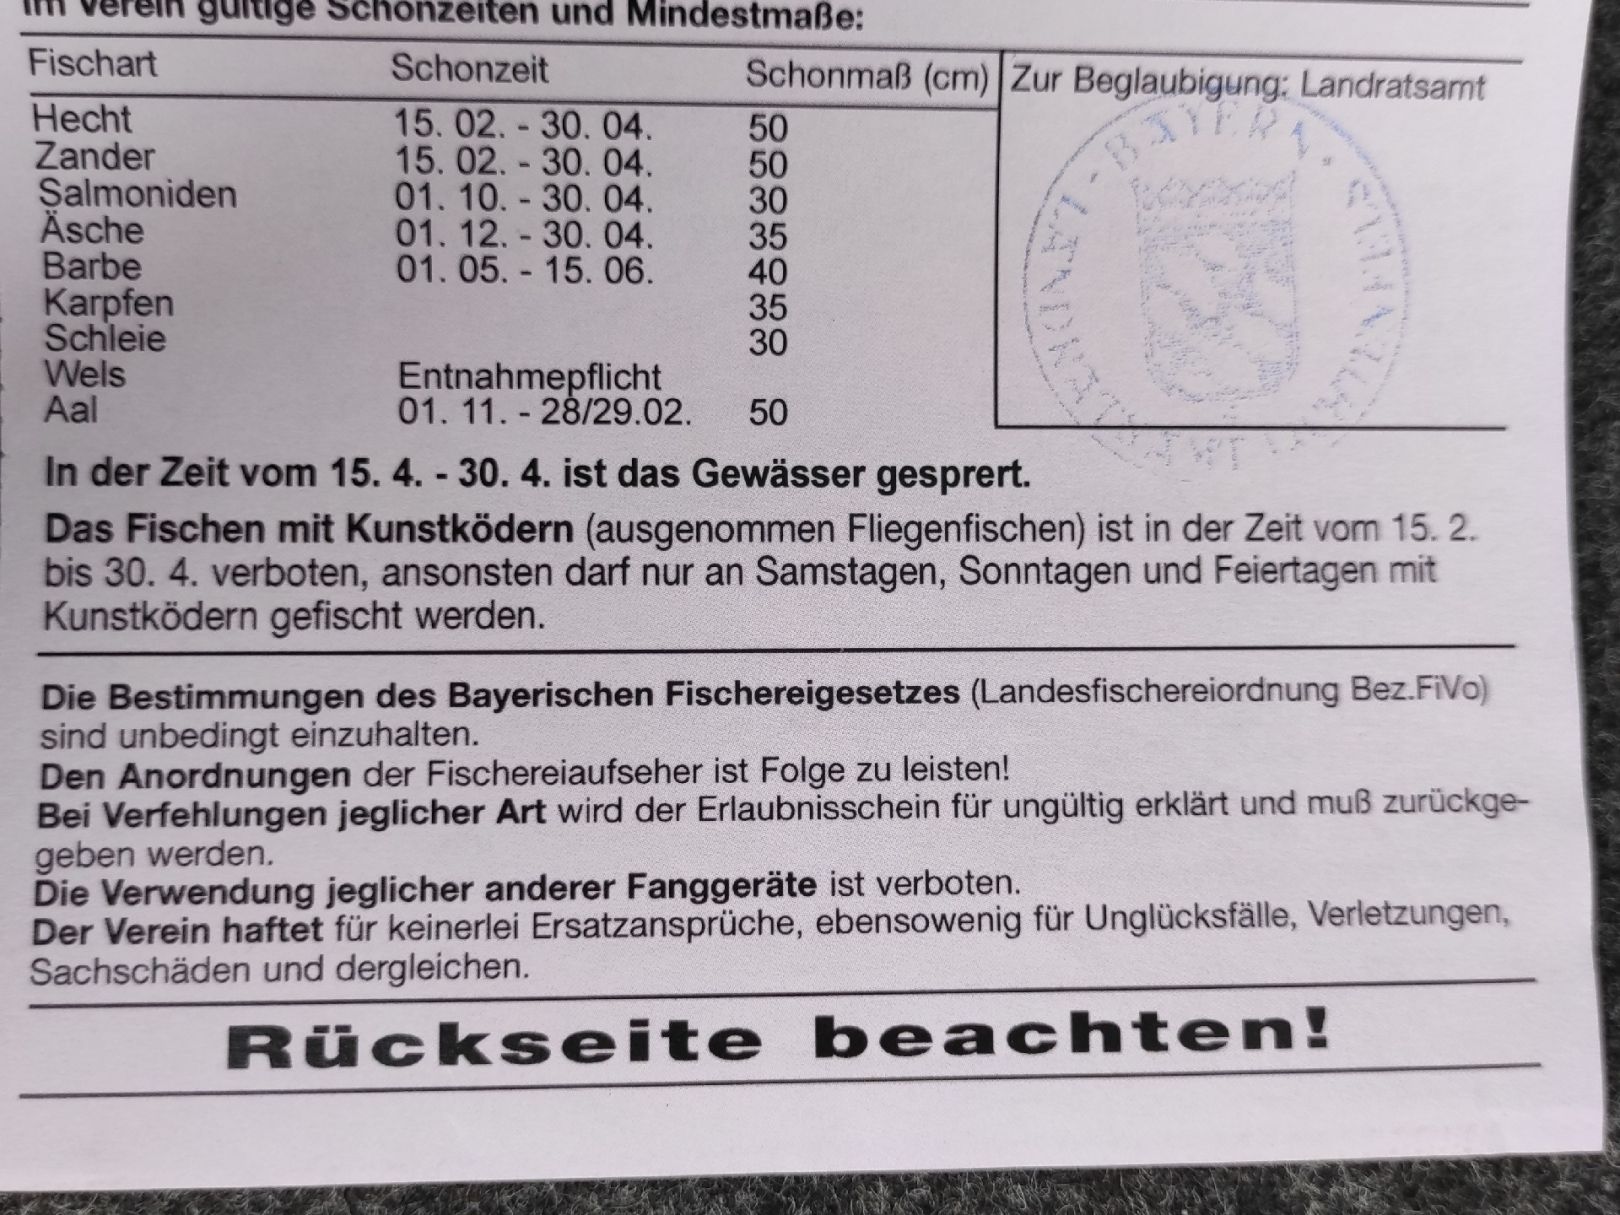 Im Verein gültige Schonzeiten und Mindestmaße:
Fischart Schonzeit Schonmaß (cm) Zur Beglaubigung: Landratsamt
Hecht 15. 02. - 30. 04. 50
Zander 15. 02. - 30. 04. 50
Salmoniden 01. 10. - 30. 04. 30
Äsche 01. 12. - 30. 04. 35
Barbe 01. 05. - 15. 06. 40
Karpfen 35
Schleie 30
Wels Entnahmepflicht
Aal 01. 11. - 28/29.02. 50
BAYERN
In der Zeit vom 15. 4. - 30. 4. ist das Gewässer gesprert.
Das Fischen mit Kunstködern (ausgenommen Fliegenfischen) ist in der Zeit vom 15. 2.
bis 30. 4. verboten, ansonsten darf nur an Samstagen, Sonntagen und Feiertagen mit
Kunstködern gefischt werden.
Die Bestimmungen des Bayerischen Fischereigesetzes (Landesfischereiordnung Bez.FiVo)
sind unbedingt einzuhalten.
Den Anordnungen der Fischereiaufseher ist Folge zu leisten!
Bei Verfehlungen jeglicher Art wird der Erlaubnisschein für ungültig erklärt und muß zurückge-
geben werden.
Die Verwendung jeglicher anderer Fanggeräte ist verboten.
Der Verein haftet für keinerlei Ersatzansprüche, ebensowenig für Unglücksfälle, Verletzungen,
Sachschäden und dergleichen.
Rückseite beachten!